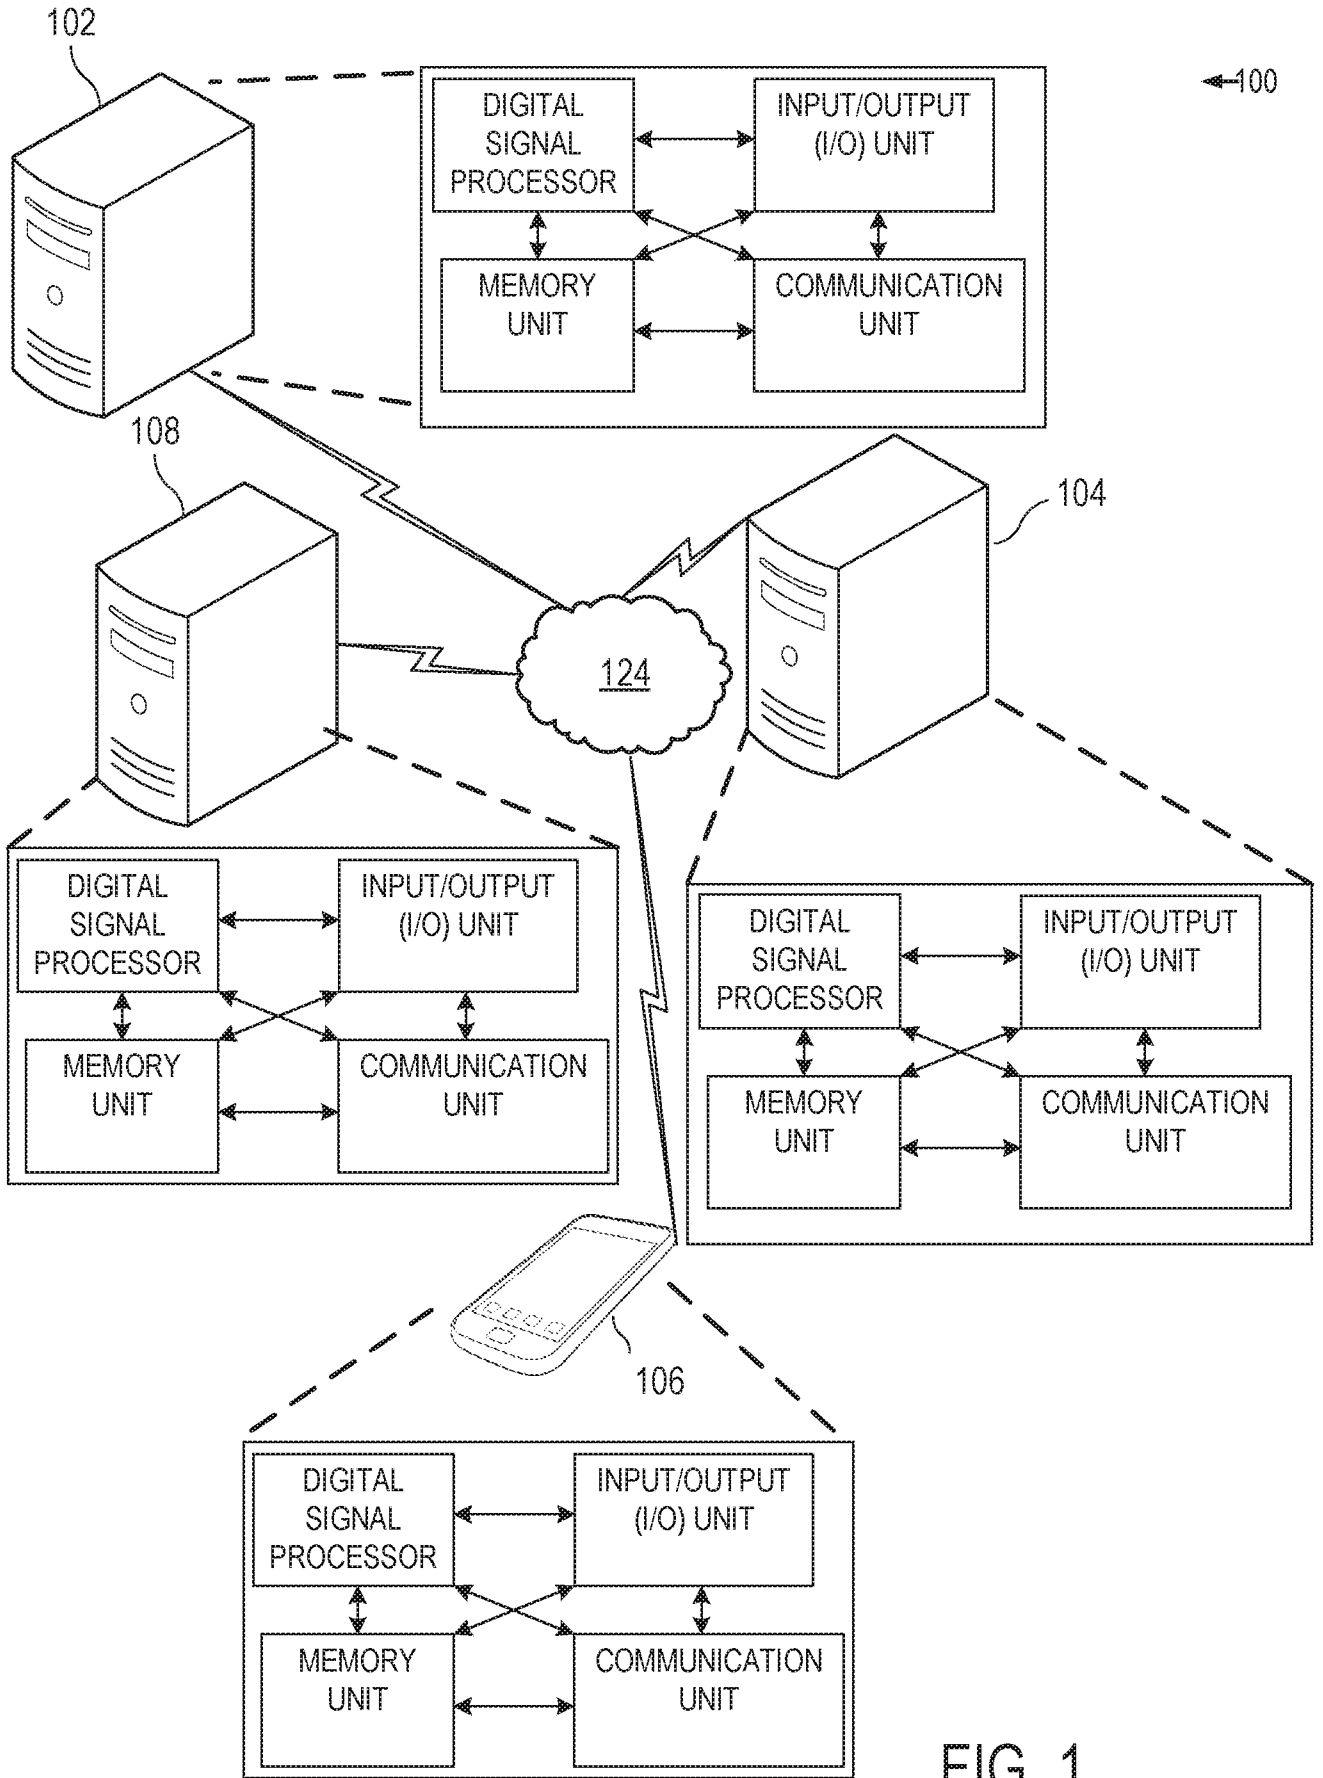 102
100
DIGITAL
SIGNAL
PROCESSOR
INPUT/OUTPUT
(I/O) UNIT
MEMORY
UNIT
COMMUNICATION
UNIT
108
104
124
DIGITAL
SIGNAL
PROCESSOR
INPUT/OUTPUT
(I/O) UNIT
MEMORY
UNIT
COMMUNICATION
UNIT
DIGITAL
SIGNAL
PROCESSOR
INPUT/OUTPUT
(I/O) UNIT
MEMORY
UNIT
COMMUNICATION
UNIT
106
DIGITAL
SIGNAL
PROCESSOR
INPUT/OUTPUT
(I/O) UNIT
MEMORY
UNIT
COMMUNICATION
UNIT
FIG. 1